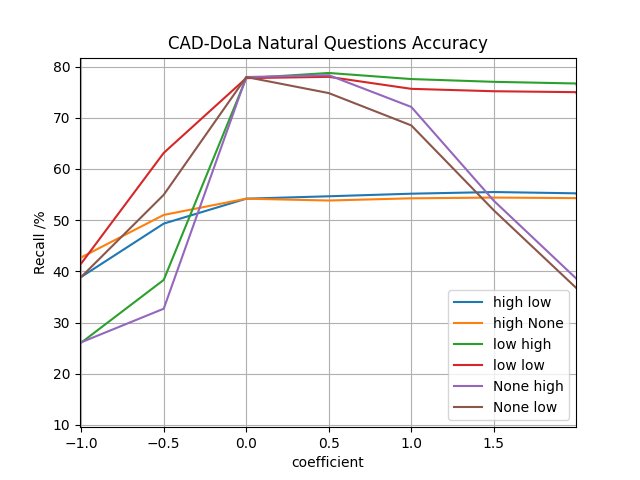 CAD-DoLa Natural Questions Accuracy
80
70
60
50
40
30
20
10
Recall /%
−1.0 −0.5 0.0 0.5 1.0 1.5
coefficient
high low
high None
low high
low low
None high
None low